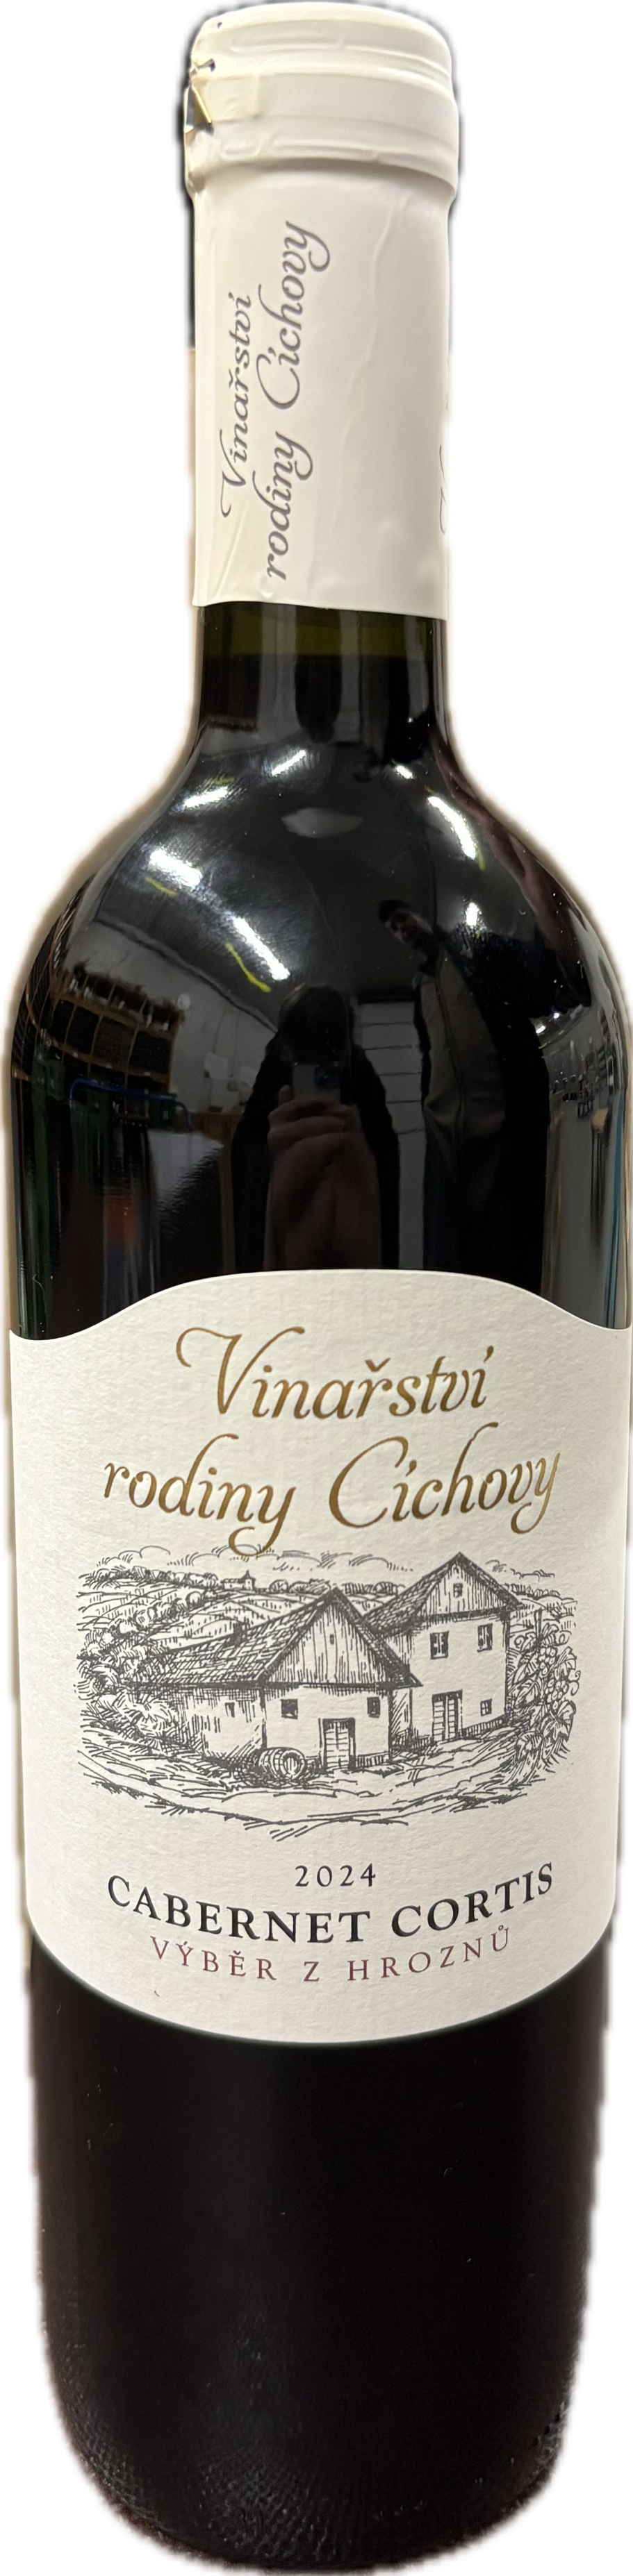 Vinařství
rodiny Cíchovy
Vinařství
rodiny Cíchovy
2024
CABERNET CORTIS
VÝBĚR Z HROZNŮ